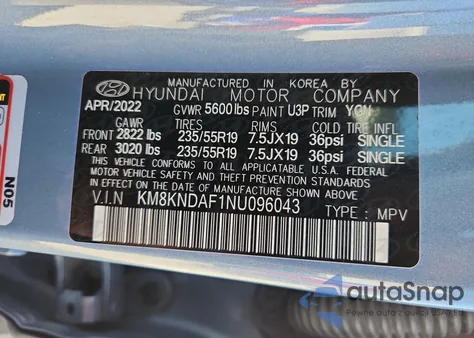 MANUFACTURED IN KOREA BY
HYUNDAI MOTOR COMPANY
APR/2022 GVWR 5600 lbs PAINT U3P TRIM YGN
GAWR TIRES RIMS COLD TIRE INFL
FRONT 2822 lbs 235/55R19 7.5JX19 36psi SINGLE
REAR 3020 lbs 235/55R19 7.5JX19 36psi SINGLE
THIS VEHICLE CONFORMS TO ALL APPLICABLE U.S.A FEDERAL
MOTOR VEHICLE SAFETY, BUMPER, AND THEFT PREVENTION
STANDARDS IN EFFECT ON THE DATE OF MANUFACTURE
SHOWN ABOVE.
V.I.N KM8KNDAF1NU096043 TYPE : MPV
N05
autoSnap